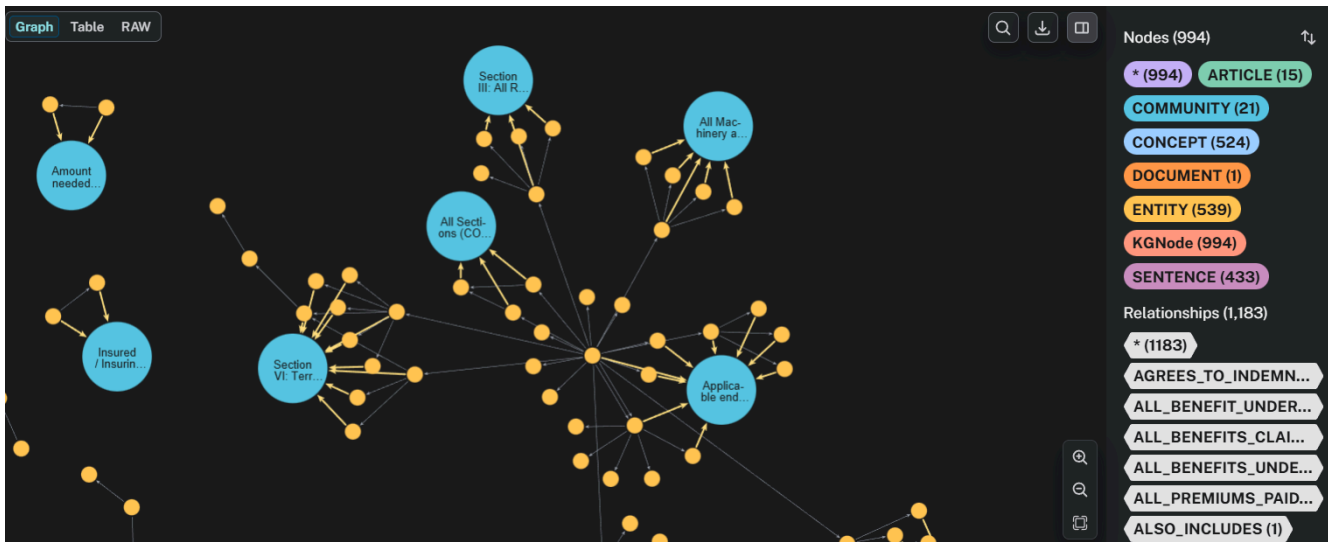 Graph Table RAW
Nodes (994)
* (994) ARTICLE (15)
COMMUNITY (21)
CONCEPT (524)
DOCUMENT (1)
ENTITY (539)
KGNode (994)
SENTENCE (433)
Relationships (1,183)
* (1183)
AGREES_TO_INDEMN...
ALL_BENEFIT_UNDER...
ALL_BENEFITS_CLAI...
ALL_BENEFITS_UNDE...
ALL_PREMIUMS_PAID...
ALSO_INCLUDES (1)
Section
III: All R...
All Mac-
hinery a...
Amount
needed...
All Secti-
ons (CO...
Insured
/ Insurin...
Section
VI: Terr...
Applica-
ble end...